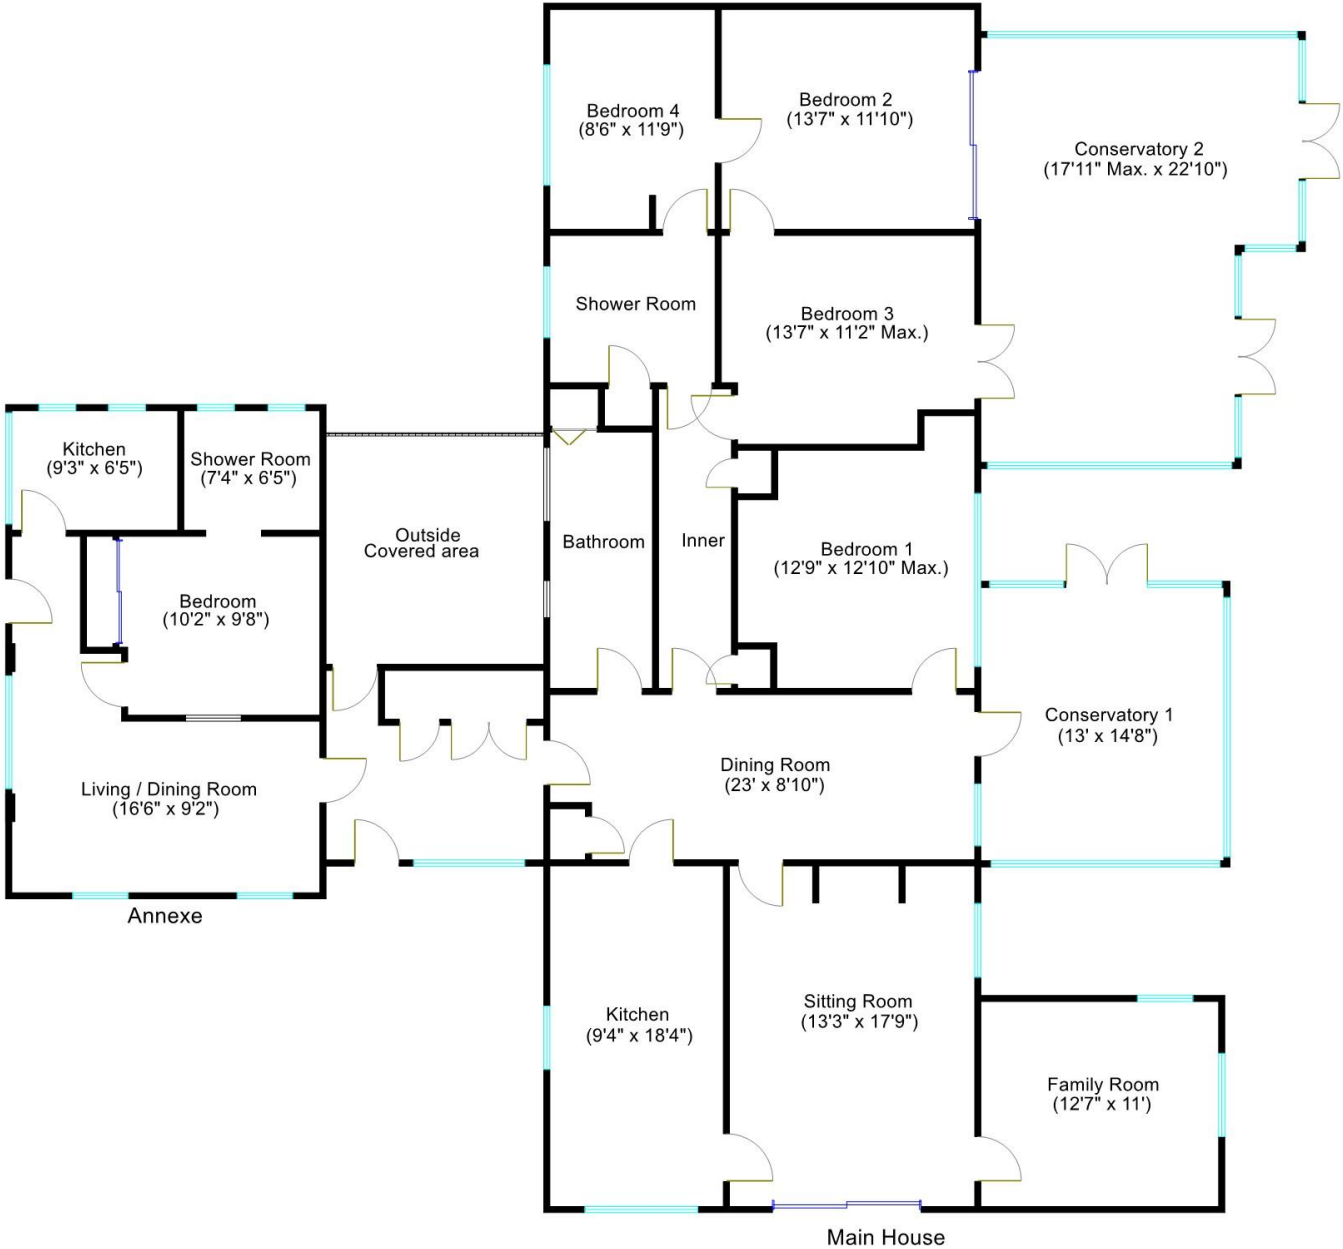 Bedroom 4
(8'6" x 11'9")
Bedroom 2
(13'7" x 11'10")
Conservatory 2
(17'11" Max. x 22'10")
Shower Room
Bedroom 3
(13'7" x 11'2" Max.)
Kitchen
(9'3" x 6'5")
Shower Room
(7'4" x 6'5")
Outside
Covered area
Bathroom
Inner
Bedroom 1
(12'9" x 12'10" Max.)
Bedroom
(10'2" x 9'8")
Conservatory 1
(13' x 14'8")
Living / Dining Room
(16'6" x 9'2")
Dining Room
(23' x 8'10")
Annexe
Kitchen
(9'4" x 18'4")
Sitting Room
(13'3" x 17'9")
Family Room
(12'7" x 11')
Main House